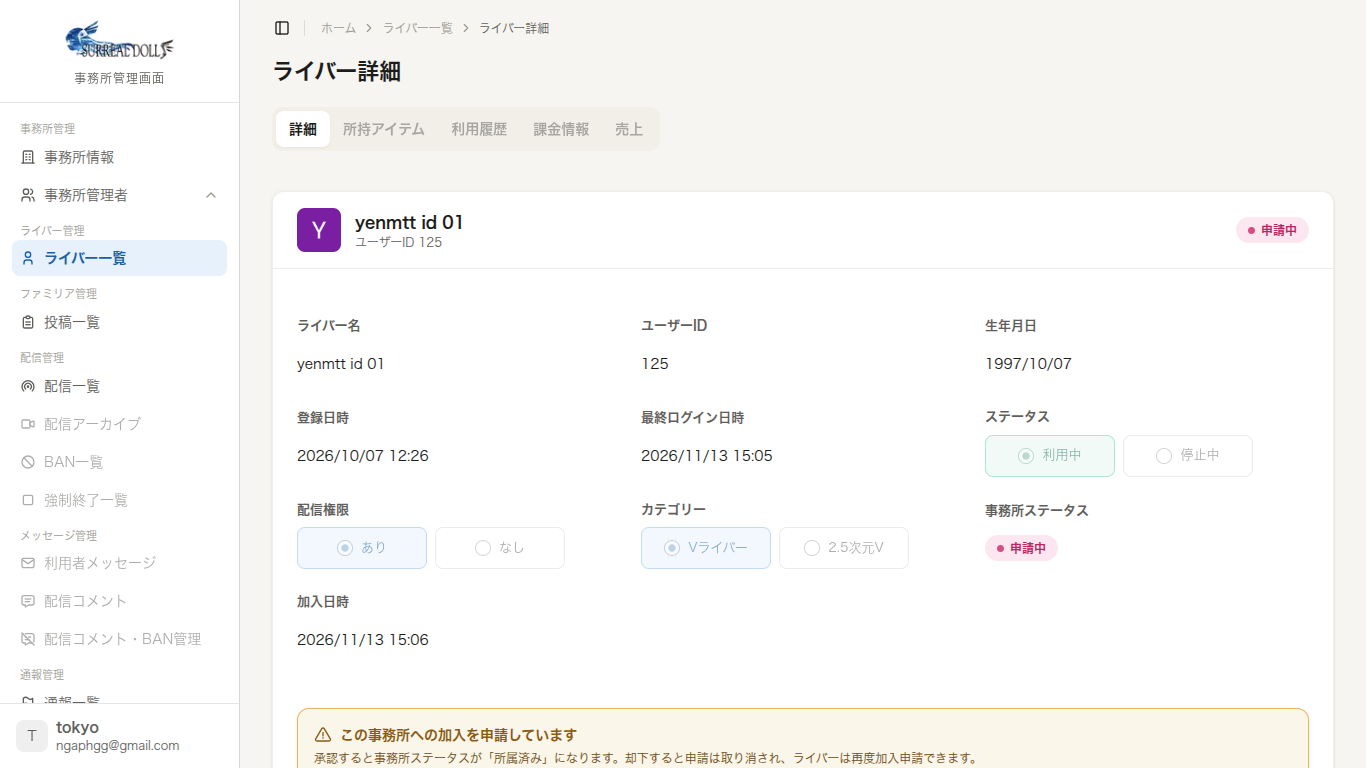 SURREAL DOLLS
事務所管理画面
事務所管理
事務所情報
事務所管理者
ライバー管理
ライバー一覧
ファミリア管理
投稿一覧
配信管理
配信一覧
配信アーカイブ
BAN一覧
強制終了一覧
メッセージ管理
利用者メッセージ
配信コメント
配信コメント・BAN管理
通報管理
通報一覧
T
tokyo
ngaphgg@gmail.com
ホーム > ライバー一覧 > ライバー詳細
ライバー詳細
詳細 所持アイテム 利用履歴 課金情報 売上
Y
yenmtt id 01
ユーザーID 125
申請中
ライバー名 ユーザーID 生年月日
yenmtt id 01 125 1997/10/07
登録日時 最終ログイン日時 ステータス
2026/10/07 12:26 2026/11/13 15:05 利用中 停止中
配信権限 カテゴリー 事務所ステータス
あり なし Vライバー 2.5次元V 申請中
加入日時
2026/11/13 15:06
この事務所への加入を申請しています
承認すると事務所ステータスが「所属済み」になります。却下すると申請は取り消され、ライバーは再度加入申請できます。